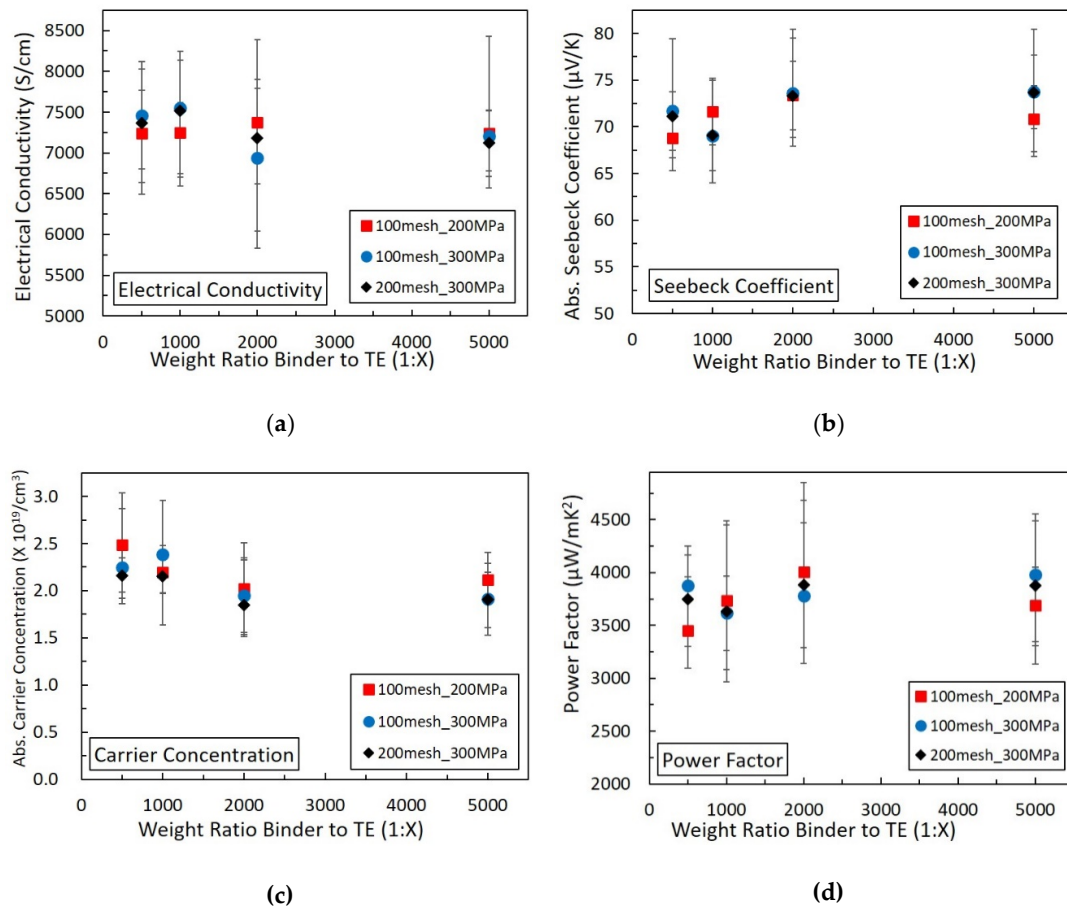 8500
8000
7500
7000
6500
6000
5500
5000
Electrical Conductivity (S/cm)
100mesh_200MPa
100mesh_300MPa
200mesh_300MPa
Electrical Conductivity
0 1000 2000 3000 4000 5000
Weight Ratio Binder to TE (1:X)
(a)
80
75
70
65
60
55
50
Abs. Seebeck Coefficient (µV/K)
100mesh_200MPa
100mesh_300MPa
200mesh_300MPa
Seebeck Coefficient
0 1000 2000 3000 4000 5000
Weight Ratio Binder to TE (1:X)
(b)
3.0
2.5
2.0
1.5
1.0
0.5
0.0
Abs. Carrier Concentration (X 10¹⁹/cm³)
100mesh_200MPa
100mesh_300MPa
200mesh_300MPa
Carrier Concentration
0 1000 2000 3000 4000 5000
Weight Ratio Binder to TE (1:X)
(c)
4500
4000
3500
3000
2500
2000
Power Factor (µW/mK²)
100mesh_200MPa
100mesh_300MPa
200mesh_300MPa
Power Factor
0 1000 2000 3000 4000 5000
Weight Ratio Binder to TE (1:X)
(d)